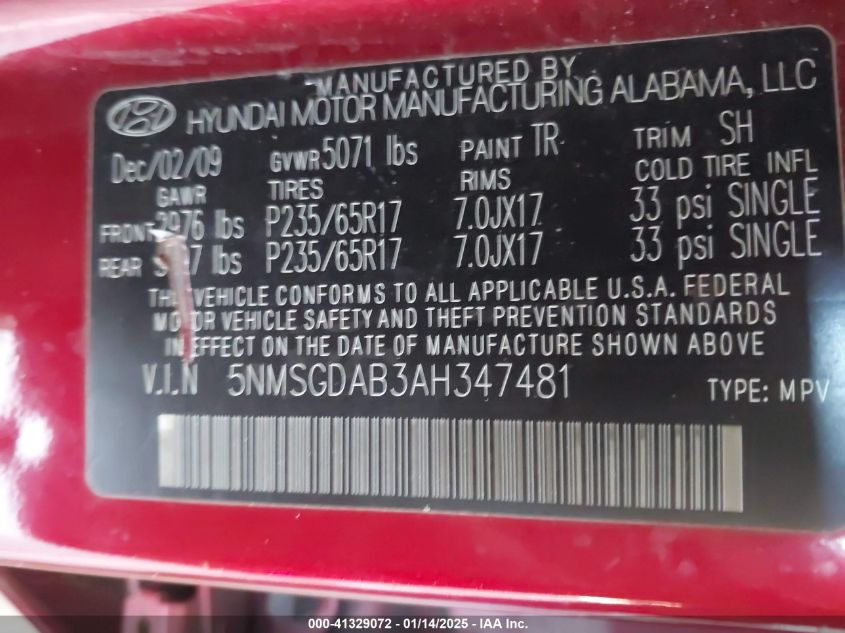 MANUFACTURED BY
HYUNDAI MOTOR MANUFACTURING ALABAMA, LLC
Dec/02/09 GVWR 5071 lbs PAINT TR TRIM SH
GAWR TIRES RIMS COLD TIRE INFL
FRONT 2976 lbs P235/65R17 7.0JX17 33 psi SINGLE
REAR lbs P235/65R17 7.0JX17 33 psi SINGLE
THIS VEHICLE CONFORMS TO ALL APPLICABLE U.S.A. FEDERAL
MOTOR VEHICLE SAFETY AND THEFT PREVENTION STANDARDS
IN EFFECT ON THE DATE OF MANUFACTURE SHOWN ABOVE
V.I.N 5NMSGDAB3AH347481 TYPE: MPV
000-41329072 - 01/14/2025 - IAA Inc.